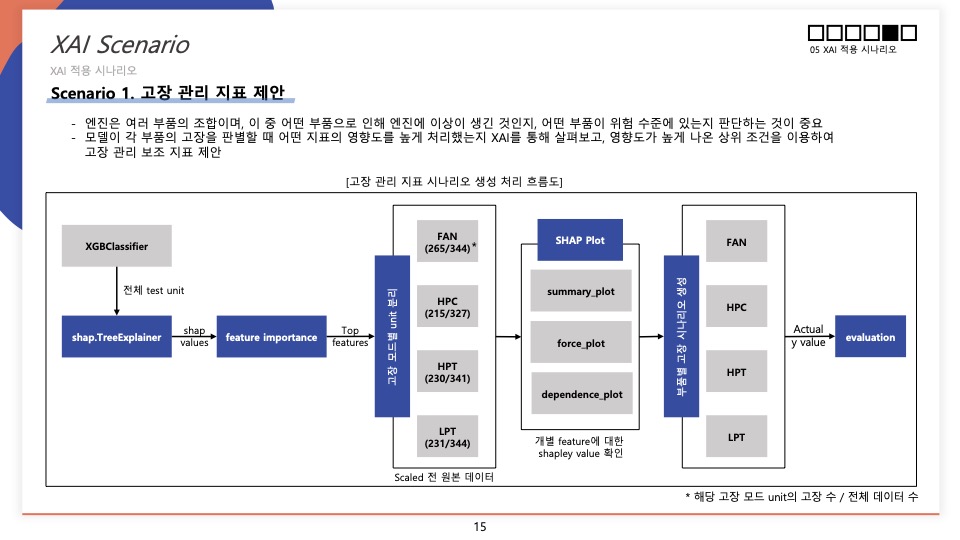 XAI Scenario
05 XAI 적용 시나리오
XAI 적용 시나리오
Scenario 1. 고장 관리 지표 제안
- 엔진은 여러 부품의 조합이며, 이 중 어떤 부품으로 인해 엔진에 이상이 생긴 것인지, 어떤 부품이 위험 수준에 있는지 판단하는 것이 중요
- 모델이 각 부품의 고장을 판별할 때 어떤 지표의 영향도를 높게 처리했는지 XAI를 통해 살펴보고, 영향도가 높게 나온 상위 조건을 이용하여
고장 관리 보조 지표 제안
[고장 관리 지표 시나리오 생성 처리 흐름도]
XGBClassifier
전체 test unit
shap.TreeExplainer
shap
values
feature importance
Top
features
고장 모드별 unit 분리
FAN
(265/344)*
HPC
(215/327)
HPT
(230/341)
LPT
(231/344)
Scaled 전 원본 데이터
SHAP Plot
summary_plot
force_plot
dependence_plot
개별 feature에 대한
shapley value 확인
부품별 고장 시나리오 생성
FAN
HPC
HPT
LPT
Actual
y value
evaluation
* 해당 고장 모드 unit의 고장 수 / 전체 데이터 수
15